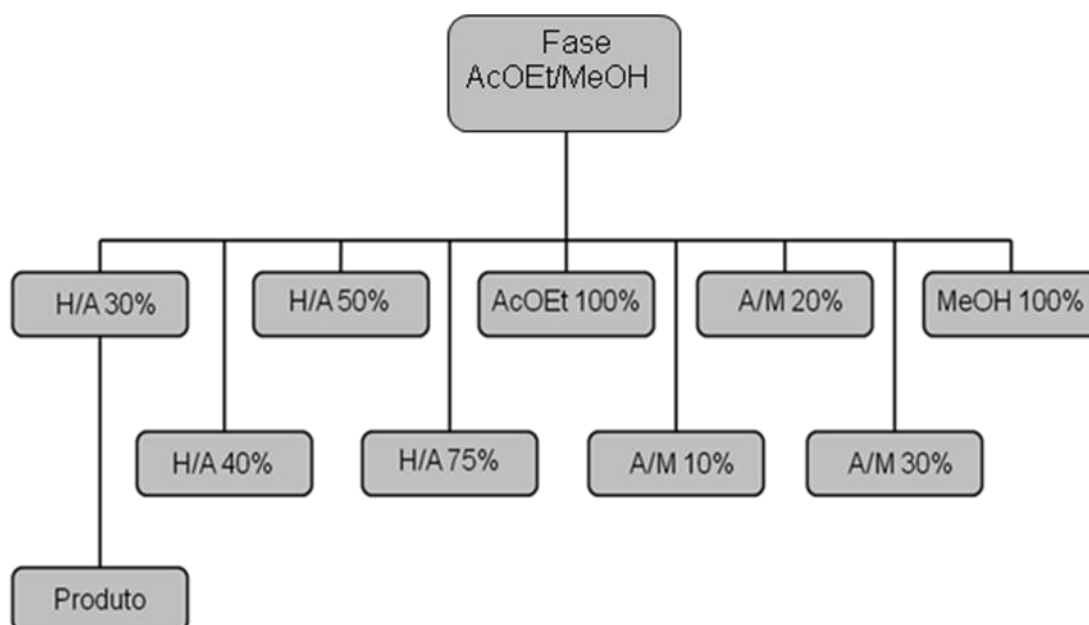 Fase
AcOEt/MeOH
H/A 30%
H/A 50%
AcOEt 100%
A/M 20%
MeOH 100%
H/A 40%
H/A 75%
A/M 10%
A/M 30%
Produto